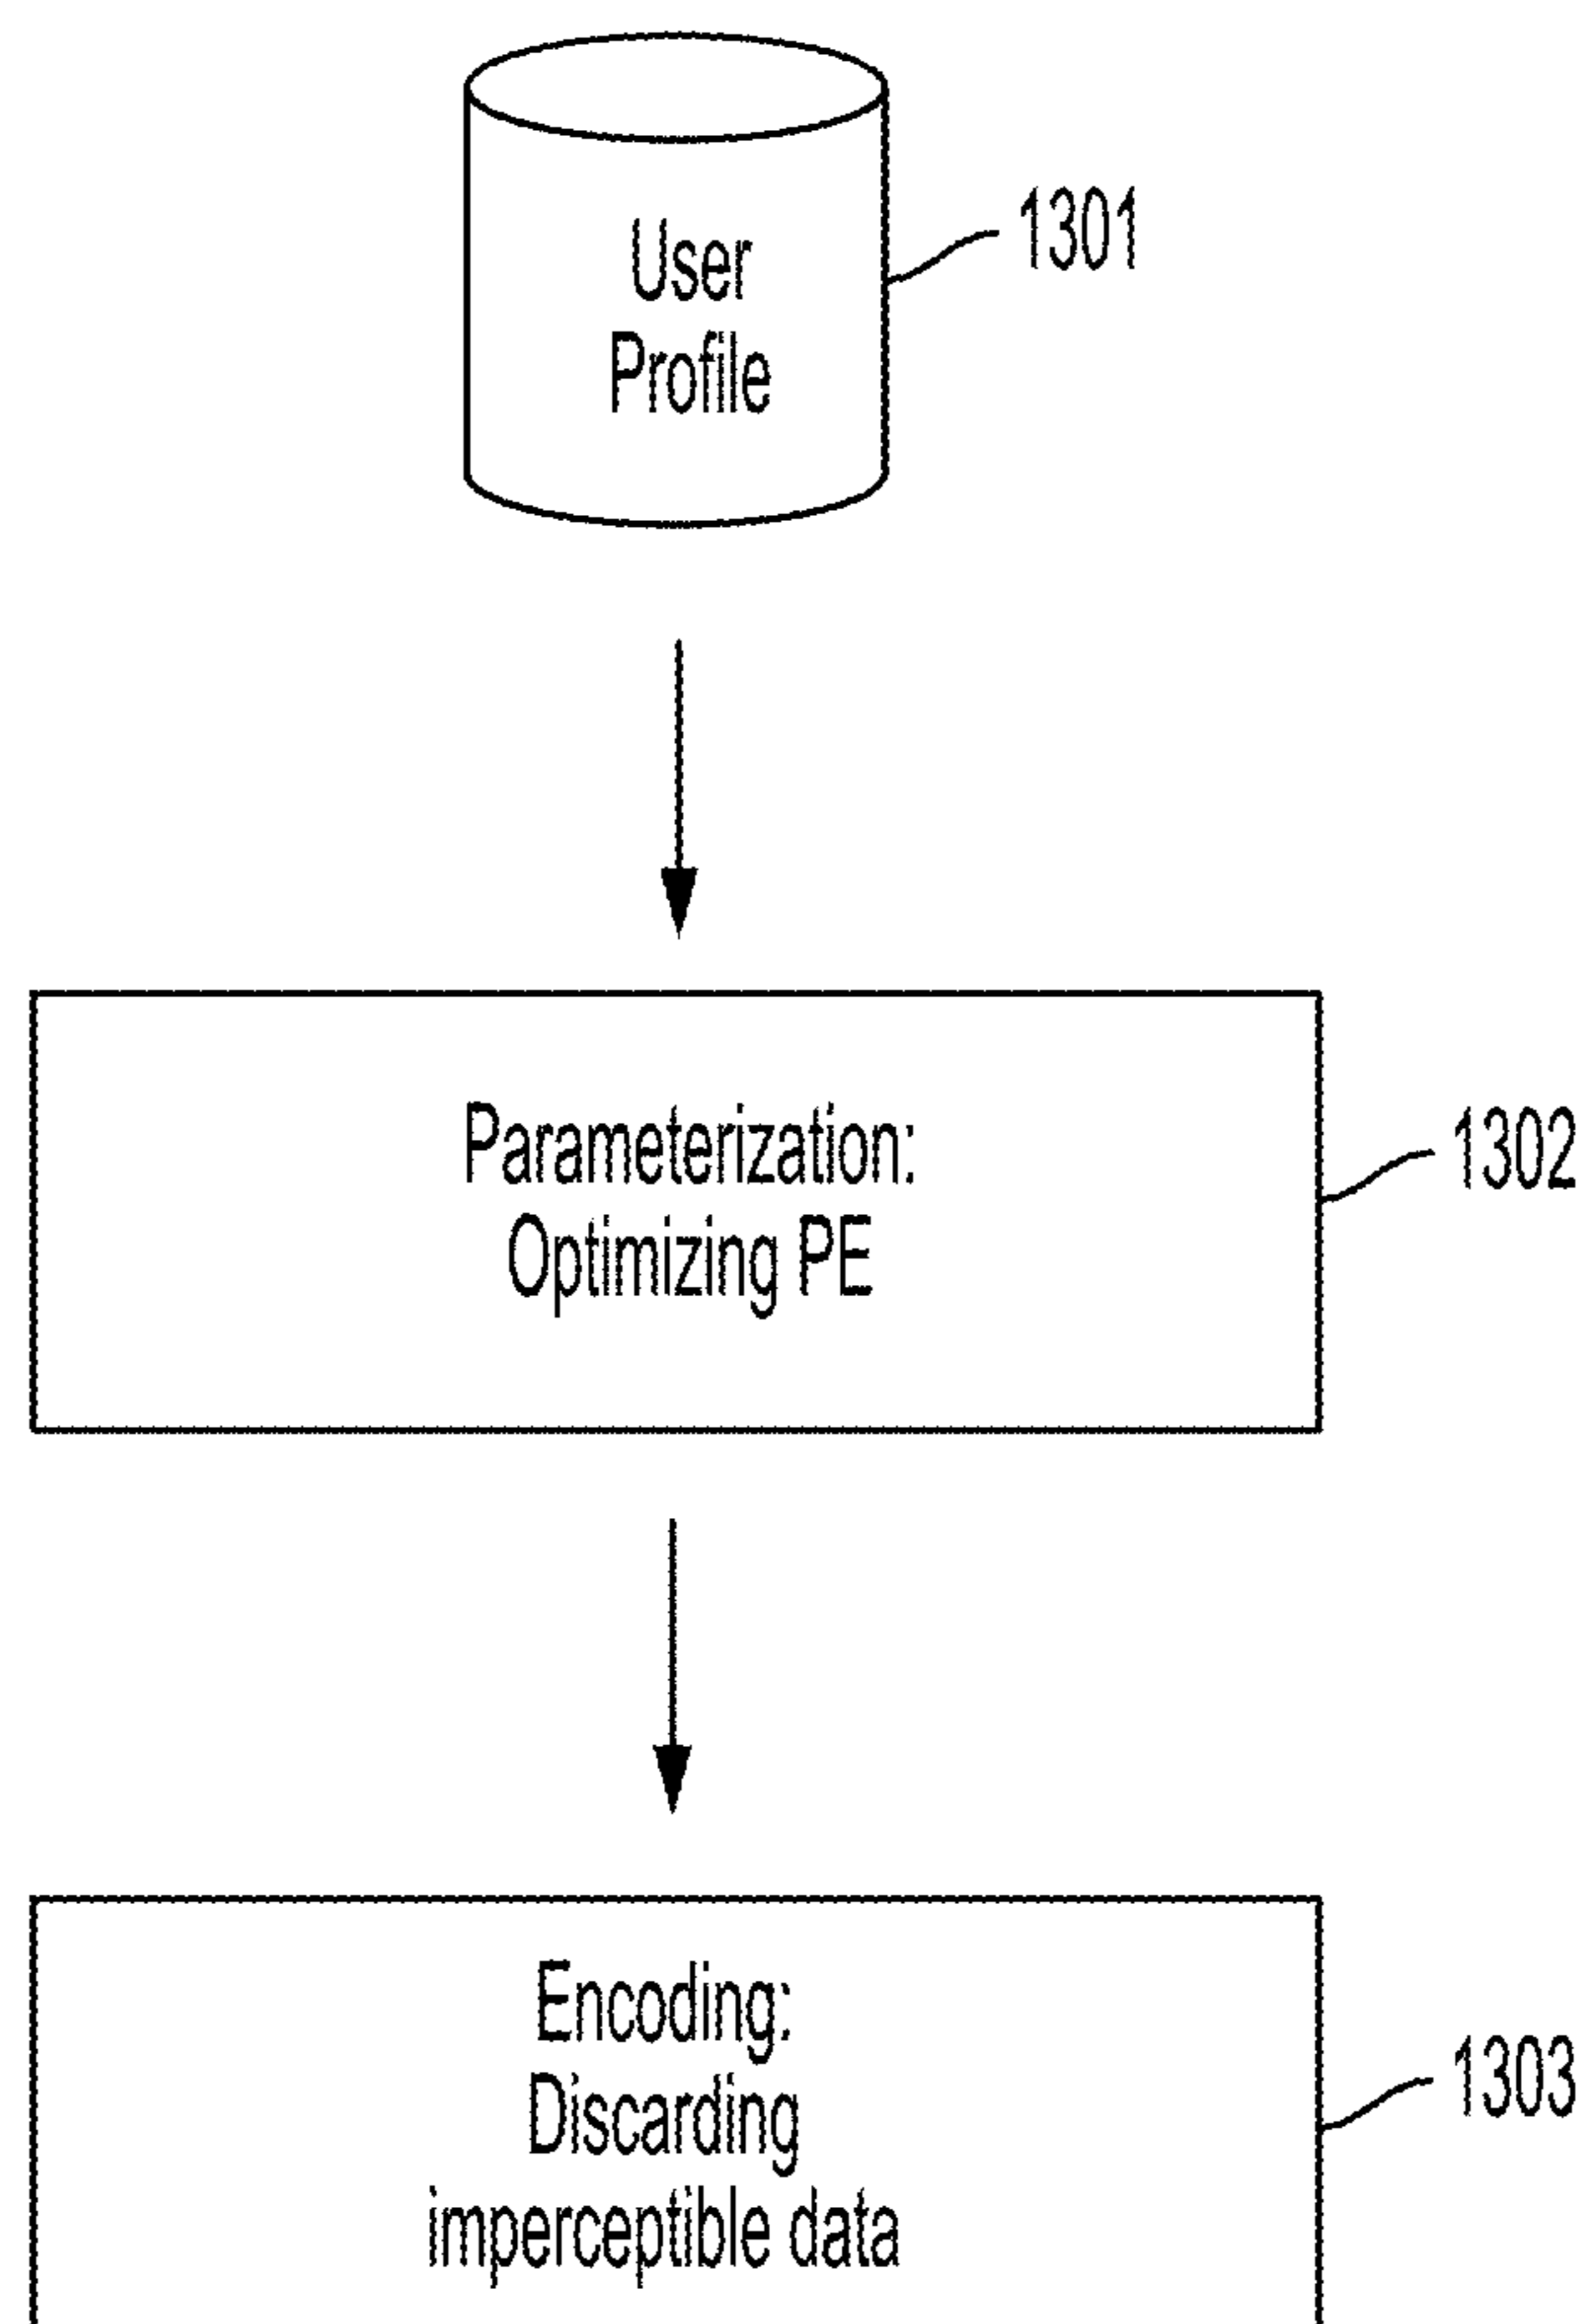 User
Profile
1301
Parameterization:
Optimizing PE
1302
Encoding:
Discarding
imperceptible data
1303